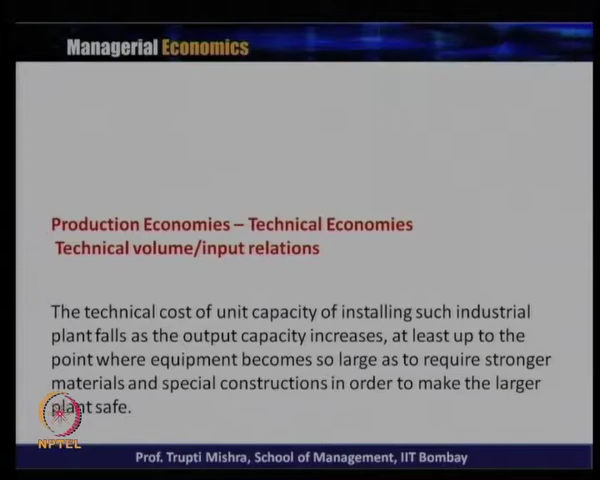 Managerial Economics
Production Economies – Technical Economies
Technical volume/input relations
The technical cost of unit capacity of installing such industrial
plant falls as the output capacity increases, at least up to the
point where equipment becomes so large as to require stronger
materials and special constructions in order to make the larger
plant safe.
NPTEL
Prof. Trupti Mishra, School of Management, IIT Bombay